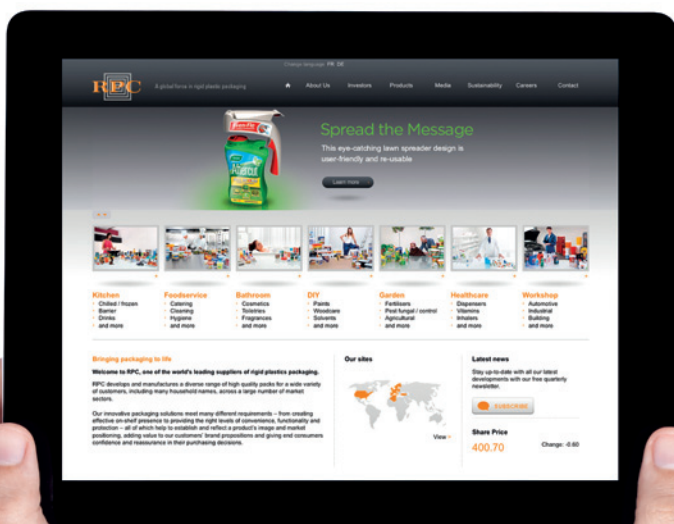 Change language FR DE
RPC
A global force in rigid plastic packaging
About Us Investors Products Media Sustainability Careers Contact
Spread the Message
This eye-catching lawn spreader design is
user-friendly and re-usable
Learn more
Kitchen
Chilled / frozen
Barrier
Drinks
and more
Foodservice
Catering
Cleaning
Hygiene
and more
Bathroom
Cosmetics
Toiletries
Fragrances
and more
DIY
Paints
Woodcare
Solvents
and more
Garden
Fertilisers
Pest fungal / control
Agricultural
and more
Healthcare
Dispensers
Vitamins
Inhalers
and more
Workshop
Automotive
Industrial
Building
and more
Bringing packaging to life
Welcome to RPC, one of the world's leading suppliers of rigid plastics packaging.
RPC develops and manufactures a diverse range of high quality packs for a wide variety
of customers, including many household names, across a large number of market
sectors.
Our innovative packaging solutions meet many different requirements – from creating
effective on-shelf presence to providing the right levels of convenience, functionality and
protection – all of which help to establish and reflect a product's image and market
positioning, adding value to our customers' brand propositions and giving end consumers
confidence and reassurance in their purchasing decisions.
Our sites
View
Latest news
Stay up-to-date with all our latest
developments with our free quarterly
newsletter.
SUBSCRIBE
Share Price
400.70 Change: -0.60